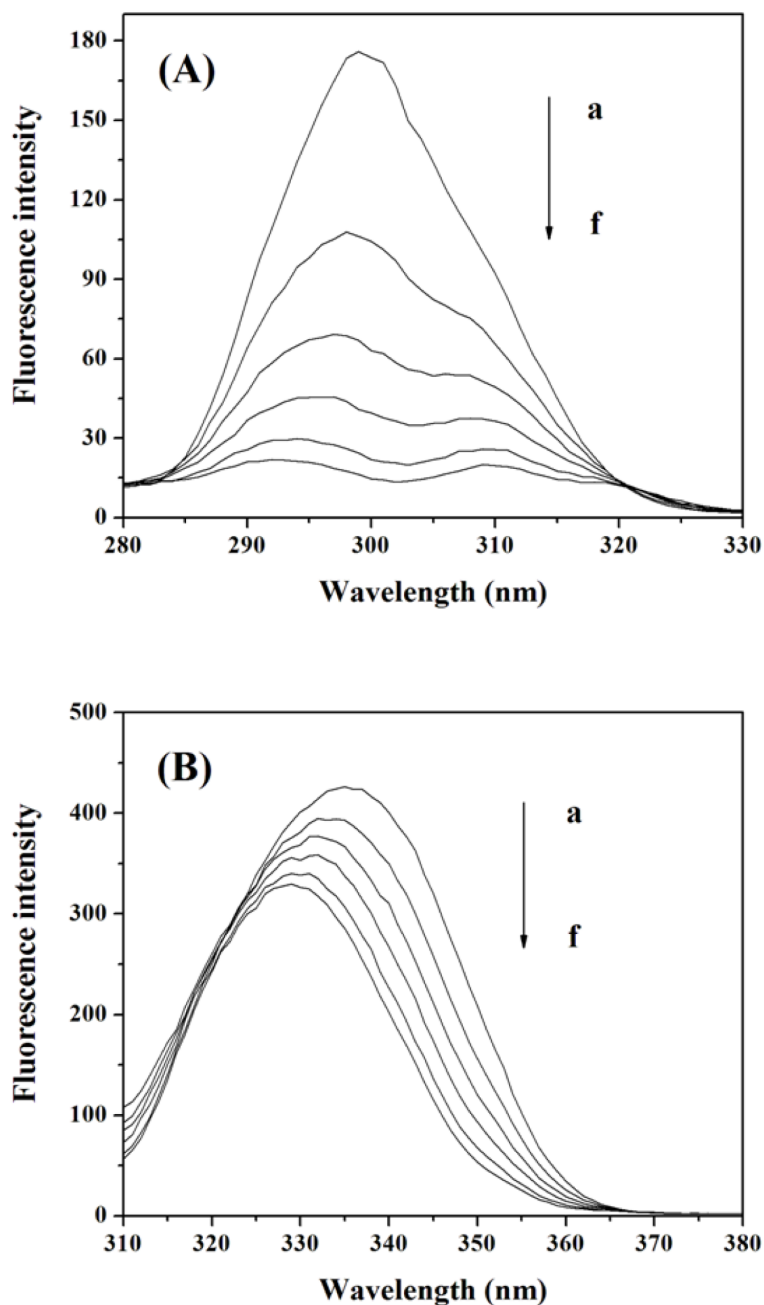 180
(A)
150
a
120
f
90
60
30
0
Fluorescence intensity
280 290 300 310 320 330
Wavelength (nm)
500
(B)
400
a
300
f
200
100
0
Fluorescence intensity
310 320 330 340 350 360 370 380
Wavelength (nm)